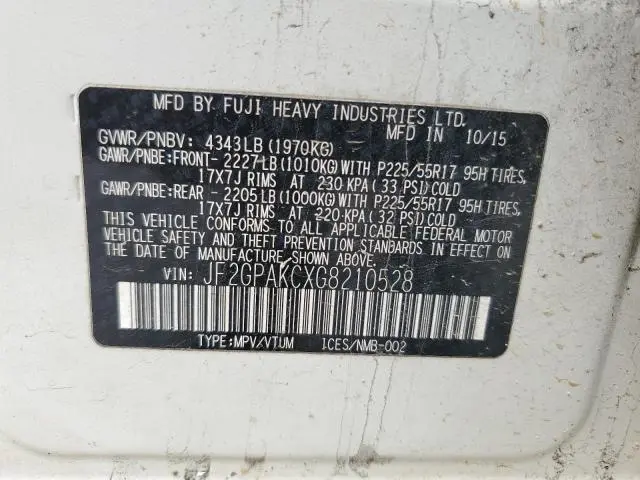 MFD BY FUJI HEAVY INDUSTRIES LTD.
MFD IN 10/15
GVWR/PNBV: 4343LB(1970KG)
GAWR/PNBE:FRONT- 2227LB(1010KG)WITH P225/55R17 95H TIRES,
17X7J RIMS AT 230 KPA(33 PSI)COLD
GAWR/PNBE:REAR - 2205LB(1000KG)WITH P225/55R17 95H TIRES,
17X7J RIMS AT 220 KPA(32 PSI)COLD
THIS VEHICLE CONFORMS TO ALL APPLICABLE FEDERAL MOTOR
VEHICLE SAFETY AND THEFT PREVENTION STANDARDS IN EFFECT ON
THE DATE OF MANUFACTURE SHOWN ABOVE.
VIN: JF2GPAKCXG8210528
TYPE:MPV/VTUM ICES/NMB-002